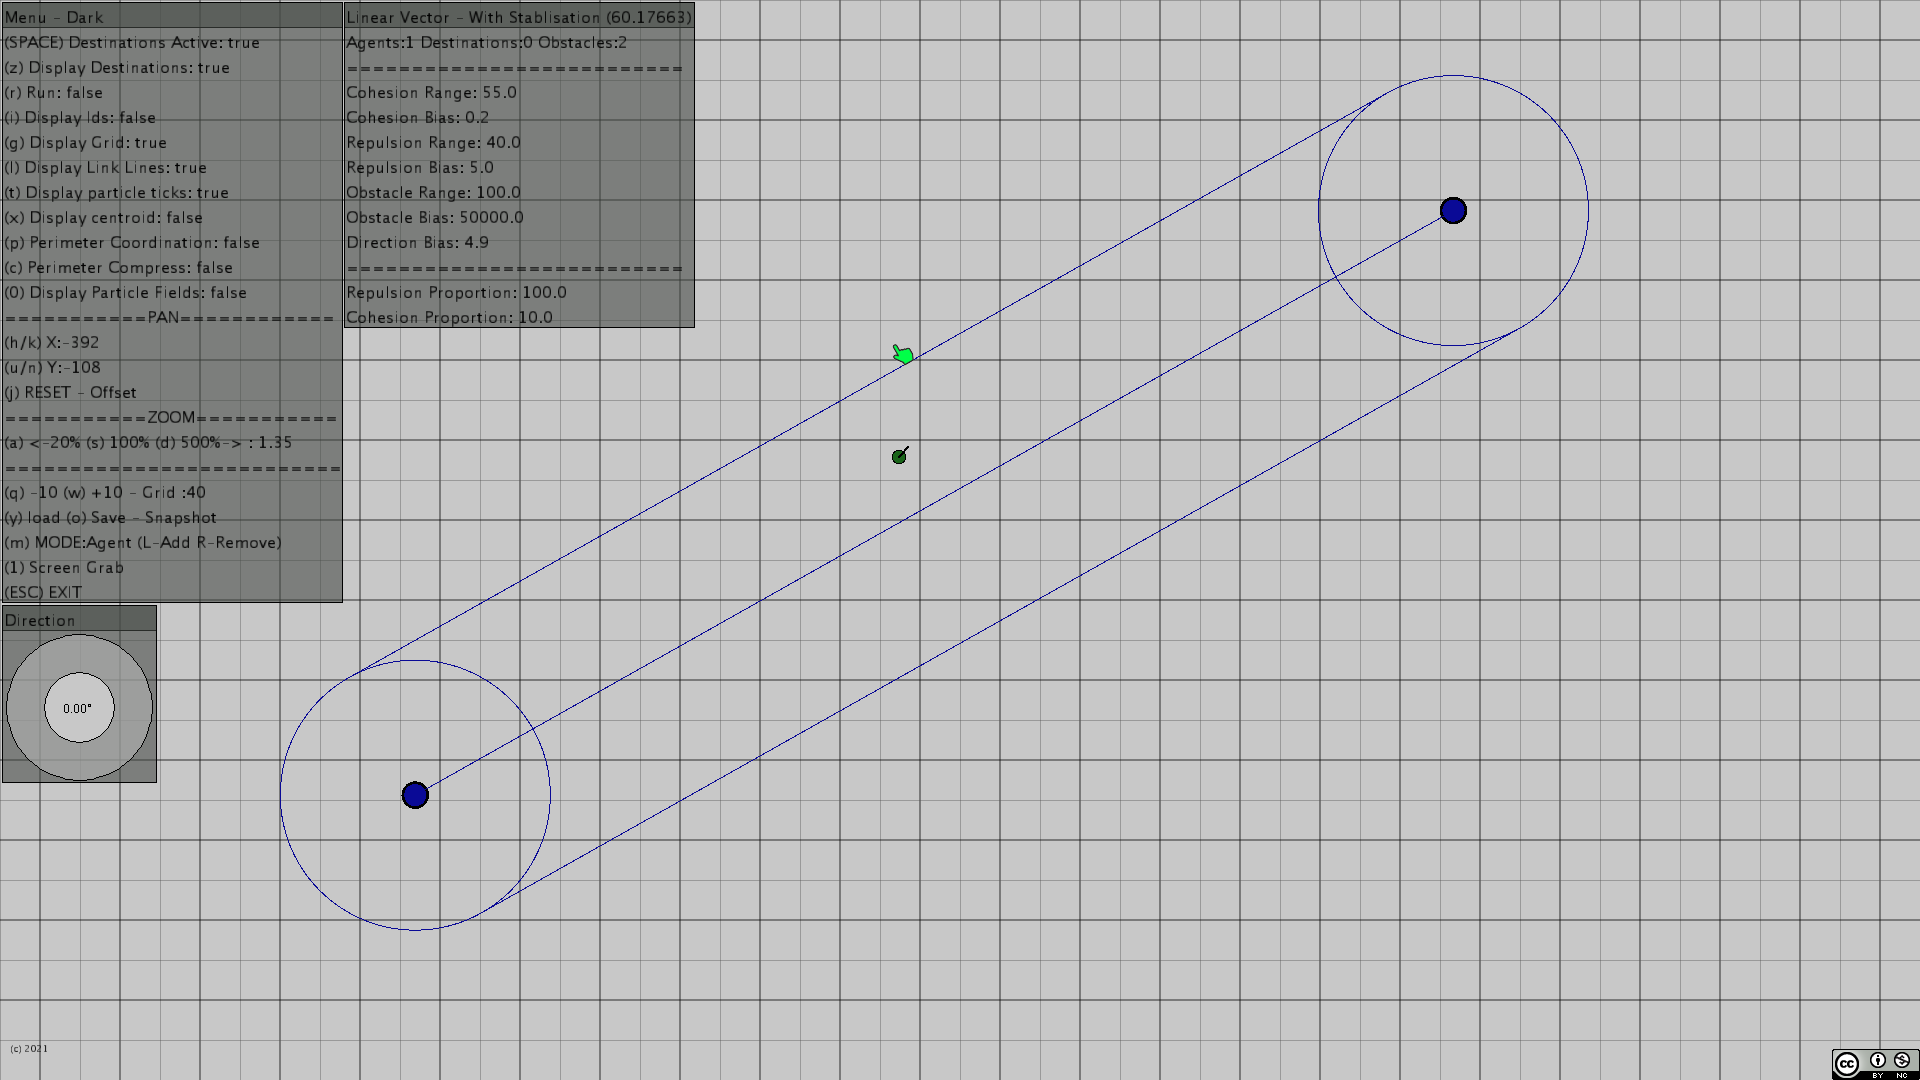 Menu - Dark
(SPACE) Destinations Active: true
(z) Display Destinations: true
(r) Run: false
(i) Display Ids: false
(g) Display Grid: true
(l) Display Link Lines: true
(t) Display particle ticks: true
(x) Display centroid: false
(p) Perimeter Coordination: false
(c) Perimeter Compress: false
(0) Display Particle Fields: false
===========PAN============
(h/k) X:-392
(u/n) Y:-108
(j) RESET - Offset
===========ZOOM===========
(a) <-20% (s) 100% (d) 500%-> : 1.35
==========================
(q) -10 (w) +10 - Grid :40
(y) load (o) Save - Snapshot
(m) MODE:Agent (L-Add R-Remove)
(1) Screen Grab
(ESC) EXIT
Linear Vector - With Stablisation (60.17663)
Agents:1 Destinations:0 Obstacles:2
==========================
Cohesion Range: 55.0
Cohesion Bias: 0.2
Repulsion Range: 40.0
Repulsion Bias: 5.0
Obstacle Range: 100.0
Obstacle Bias: 50000.0
Direction Bias: 4.9
==========================
Repulsion Proportion: 100.0
Cohesion Proportion: 10.0
Direction
0.00°
(c) 2021
cc
BY NC